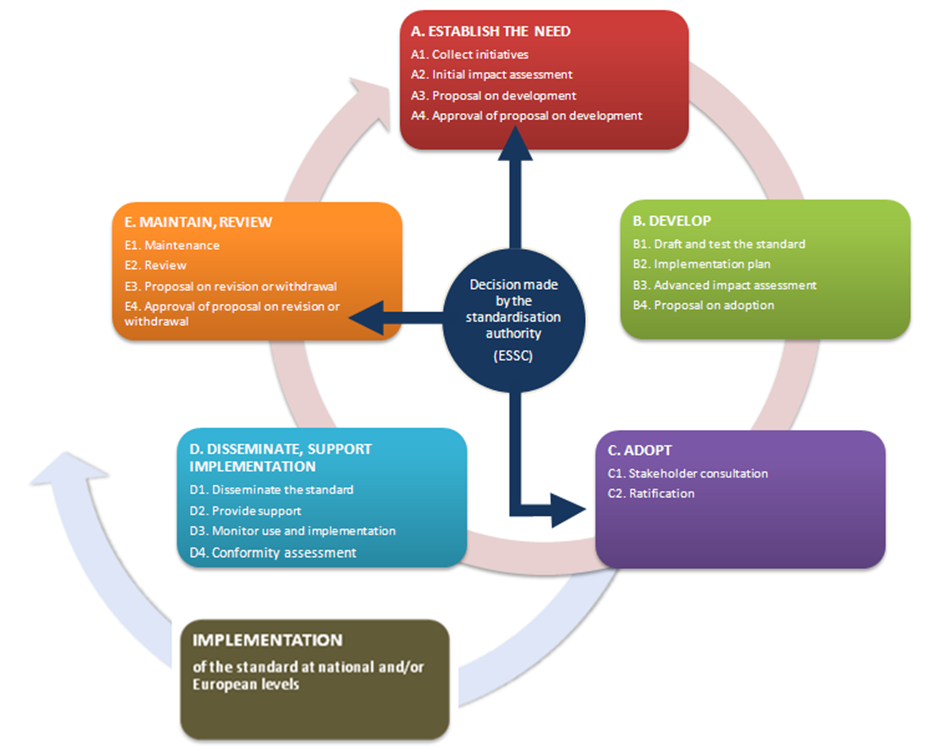 A. ESTABLISH THE NEED
A1. Collect initiatives
A2. Initial impact assessment
A3. Proposal on development
A4. Approval of proposal on development
B. DEVELOP
B1. Draft and test the standard
B2. Implementation plan
B3. Advanced impact assessment
B4. Proposal on adoption
C. ADOPT
C1. Stakeholder consultation
C2. Ratification
D. DISSEMINATE, SUPPORT
IMPLEMENTATION
D1. Disseminate the standard
D2. Provide support
D3. Monitor use and implementation
D4. Conformity assessment
E. MAINTAIN, REVIEW
E1. Maintenance
E2. Review
E3. Proposal on revision or withdrawal
E4. Approval of proposal on revision or
withdrawal
Decision made
by the
standardisation
authority
(ESSC)
IMPLEMENTATION
of the standard at national and/or
European levels